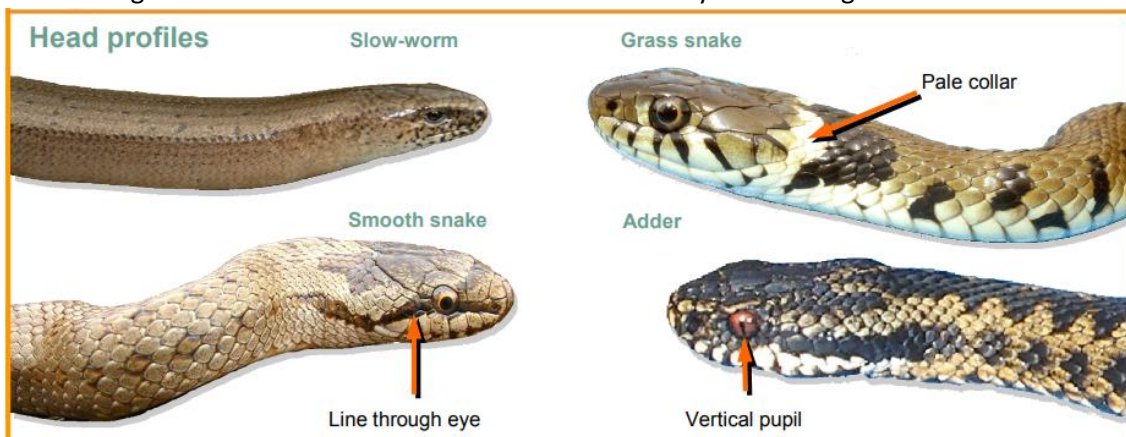 Head profiles
Slow-worm
Grass snake
Pale collar
Smooth snake
Adder
Line through eye
Vertical pupil